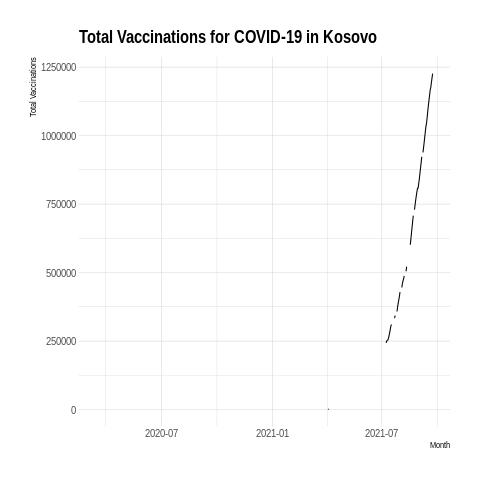 Total Vaccinations for COVID-19 in Kosovo
Total Vaccinations
1250000
1000000
750000
500000
250000
0
2020-07 2021-01 2021-07
Month